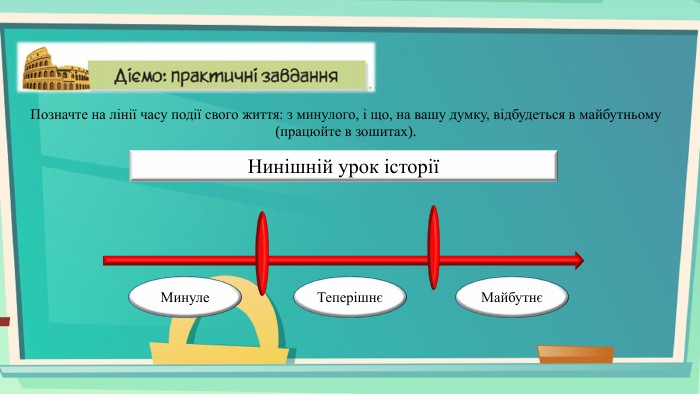 Діємо: практичні завдання
Позначте на лінії часу події свого життя: з минулого, і що, на вашу думку, відбудеться в майбутньому
(працюйте в зошитах).
Нинішній урок історії
Минуле Теперішнє Майбутнє